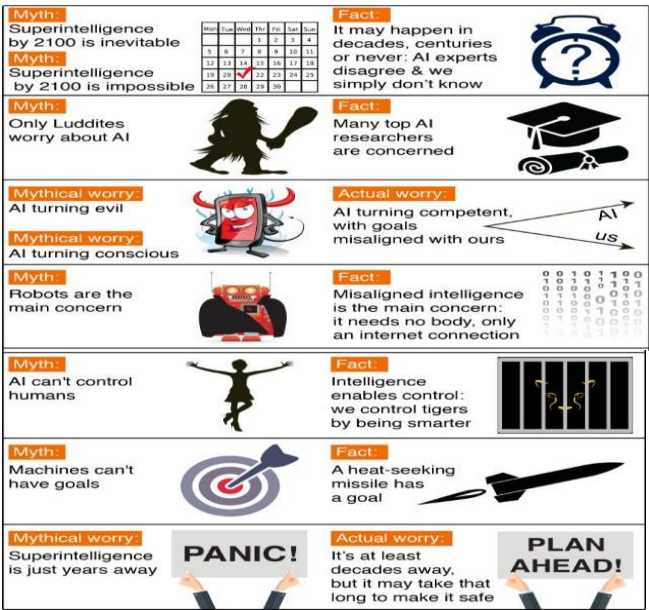 Myth:
Superintelligence
by 2100 is inevitable
Myth:
Superintelligence
by 2100 is impossible
Mon Tue Wed Thr Fri Sat Sun
1 2 3 4
5 6 7 8 9 10 11
12 13 14 15 16 17 18
19 20 22 23 24 25
26 27 28 29 30
Fact:
It may happen in
decades, centuries
or never: AI experts
disagree & we
simply don't know
?
Myth:
Only Luddites
worry about AI
Fact:
Many top AI
researchers
are concerned
Mythical worry:
AI turning evil
Mythical worry:
AI turning conscious
Actual worry:
AI turning competent,
with goals
misaligned with ours
AI
us
Myth:
Robots are the
main concern
Fact:
Misaligned intelligence
is the main concern:
it needs no body, only
an internet connection
Myth:
AI can't control
humans
Fact:
Intelligence
enables control:
we control tigers
by being smarter
Myth:
Machines can't
have goals
Fact:
A heat-seeking
missile has
a goal
Mythical worry:
Superintelligence
is just years away
PANIC!
Actual worry:
It's at least
decades away,
but it may take that
long to make it safe
PLAN
AHEAD!